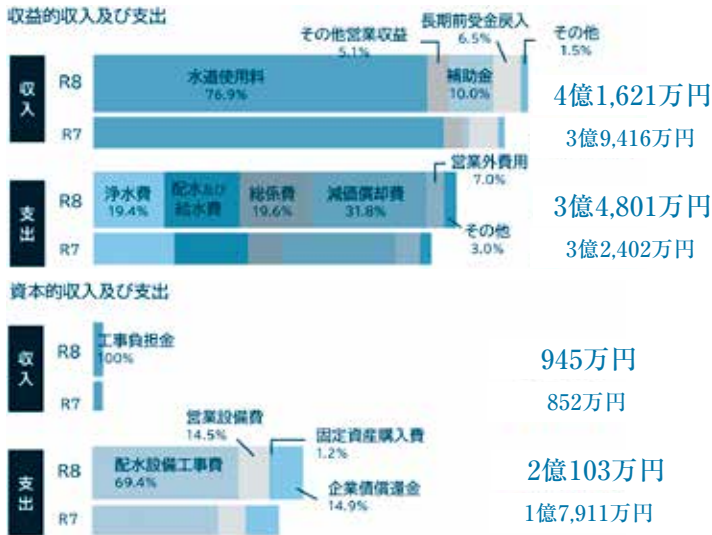 収益的収入及び支出
その他営業収益
5.1%
長期前受金戻入
6.5%
その他
1.5%
収入
R8
水道使用料
76.9%
補助金
10.0%
4億1,621万円
R7
3億9,416万円
支出
R8
浄水費
19.4%
配水及び
給水費
総係費
19.6%
減価償却費
31.8%
営業外費用
7.0%
その他
3.0%
3億4,801万円
R7
3億2,402万円
資本的収入及び支出
収入
R8
工事負担金
100%
945万円
R7
852万円
支出
R8
配水設備工事費
69.4%
営業設備費
14.5%
固定資産購入費
1.2%
企業債償還金
14.9%
2億103万円
R7
1億7,911万円